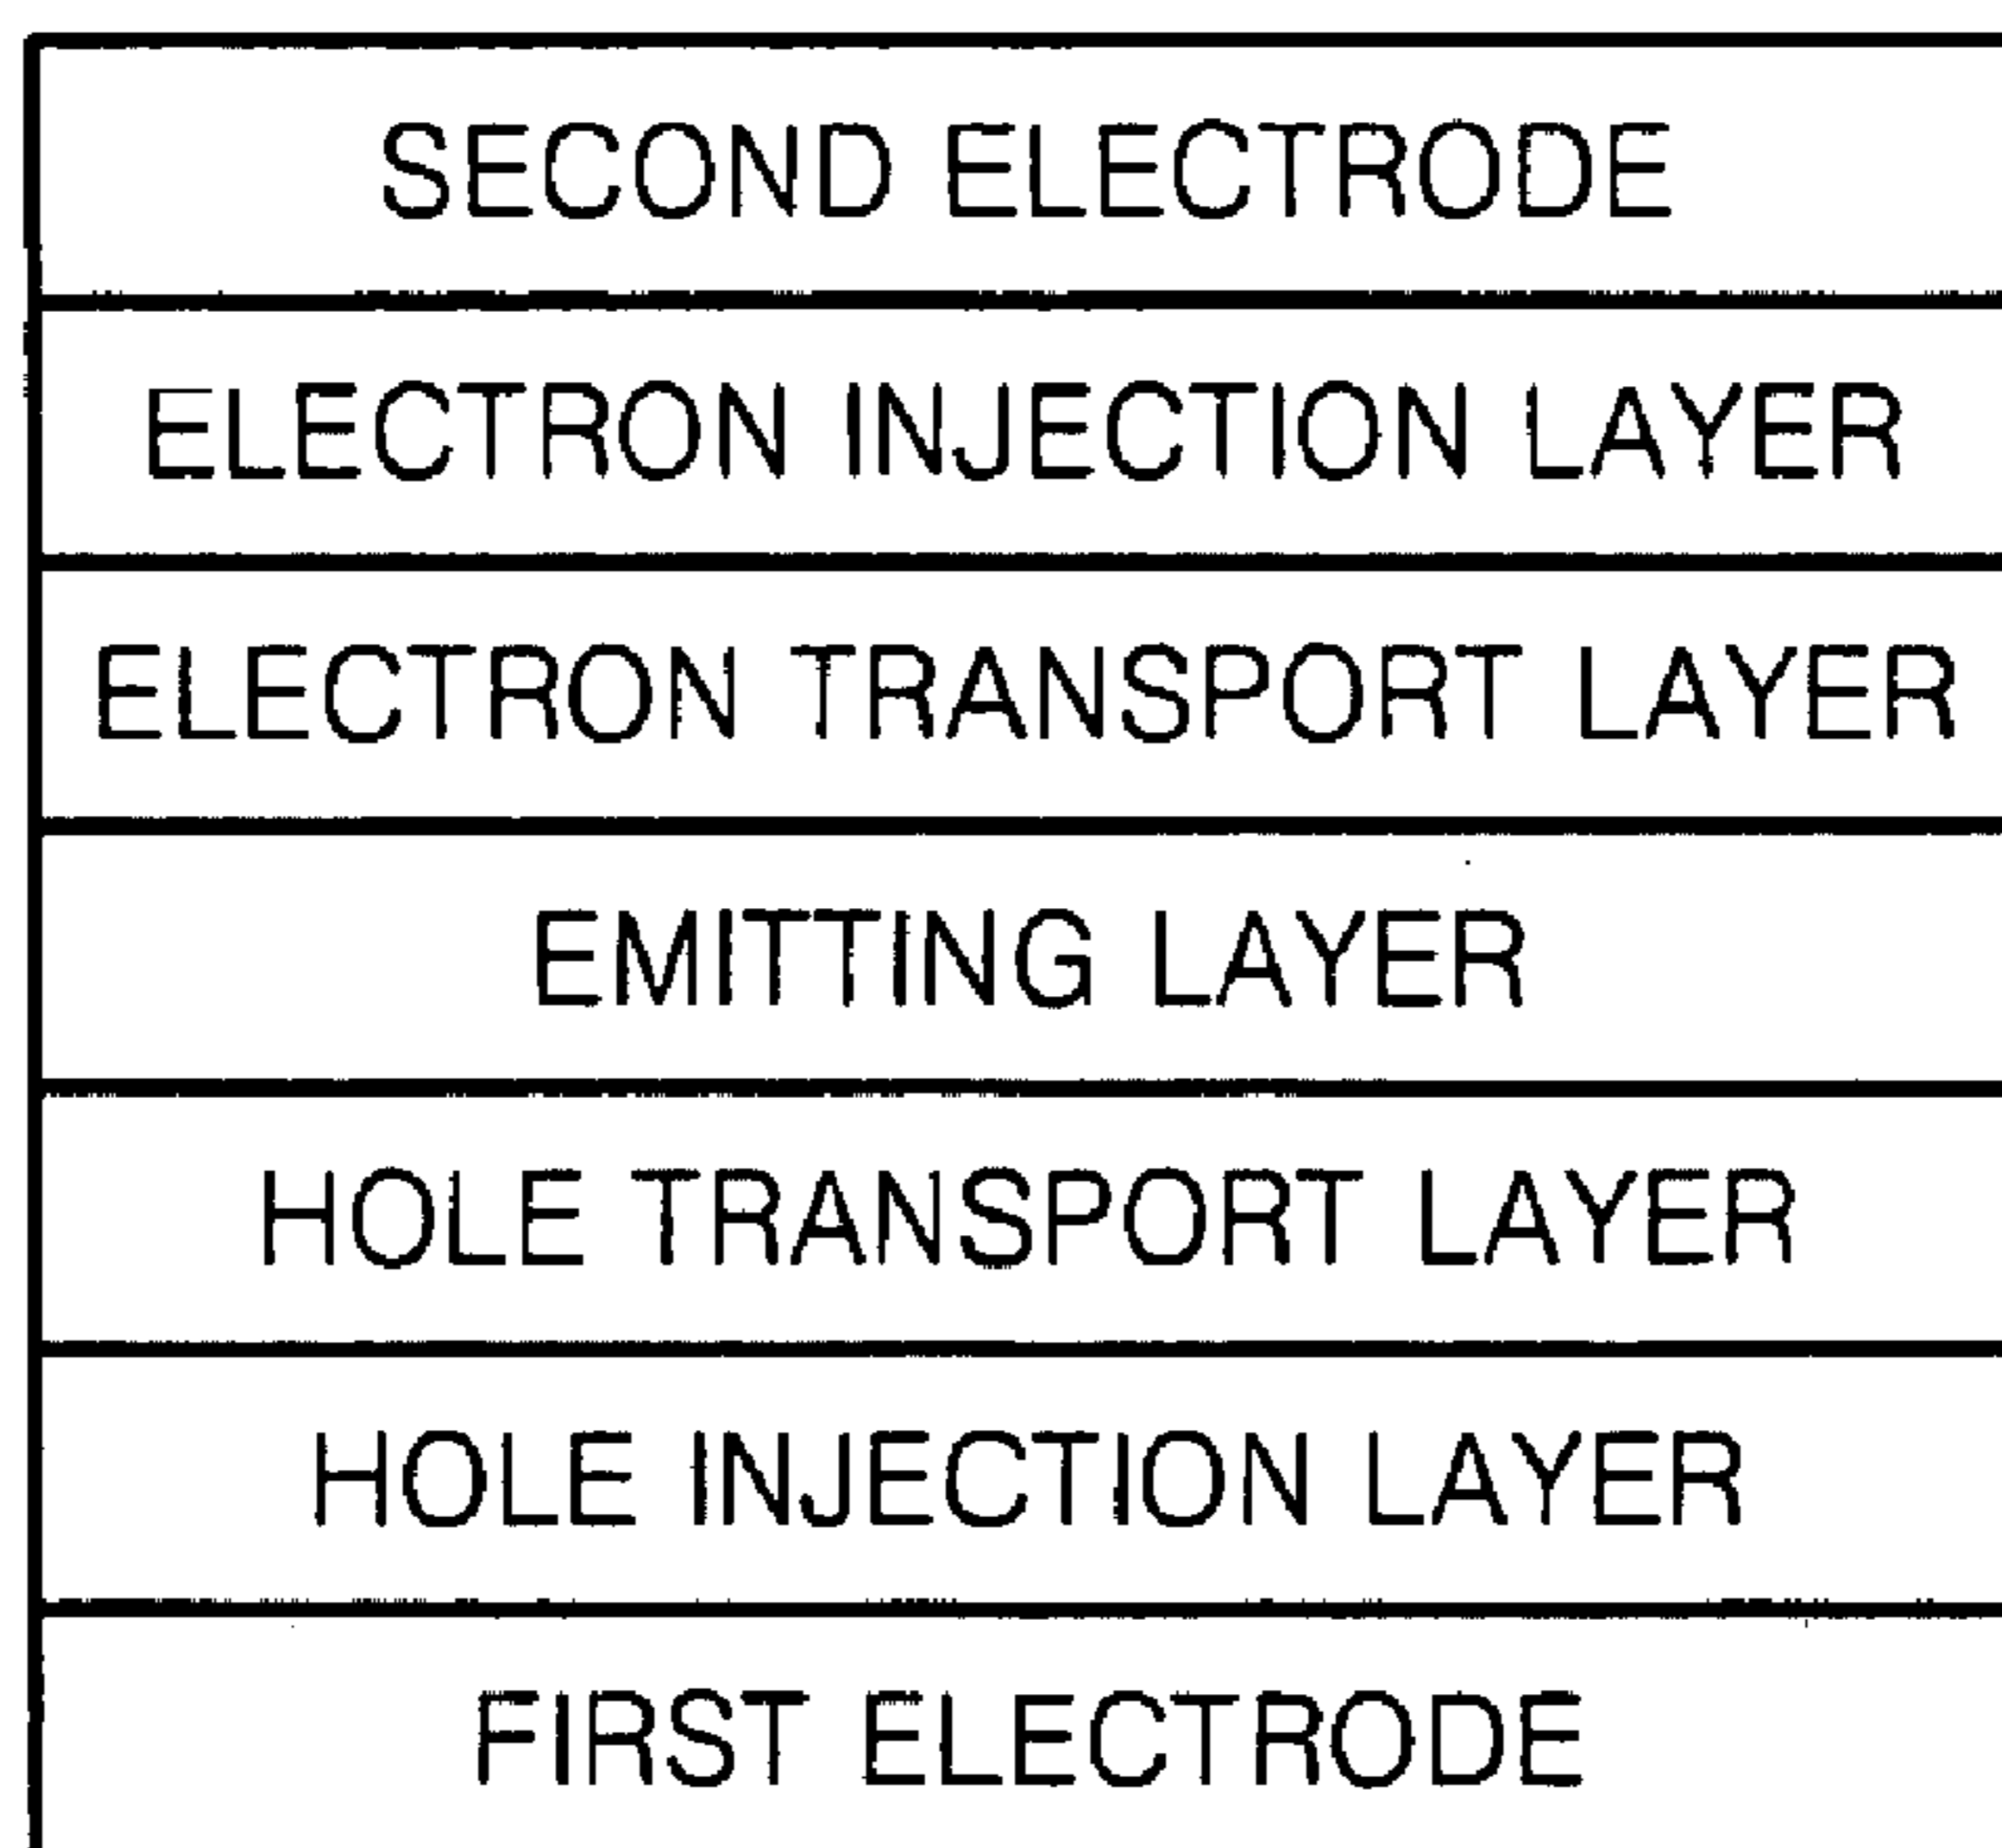 SECOND ELECTRODE
ELECTRON INJECTION LAYER
ELECTRON TRANSPORT LAYER
EMITTING LAYER
HOLE TRANSPORT LAYER
HOLE INJECTION LAYER
FIRST ELECTRODE